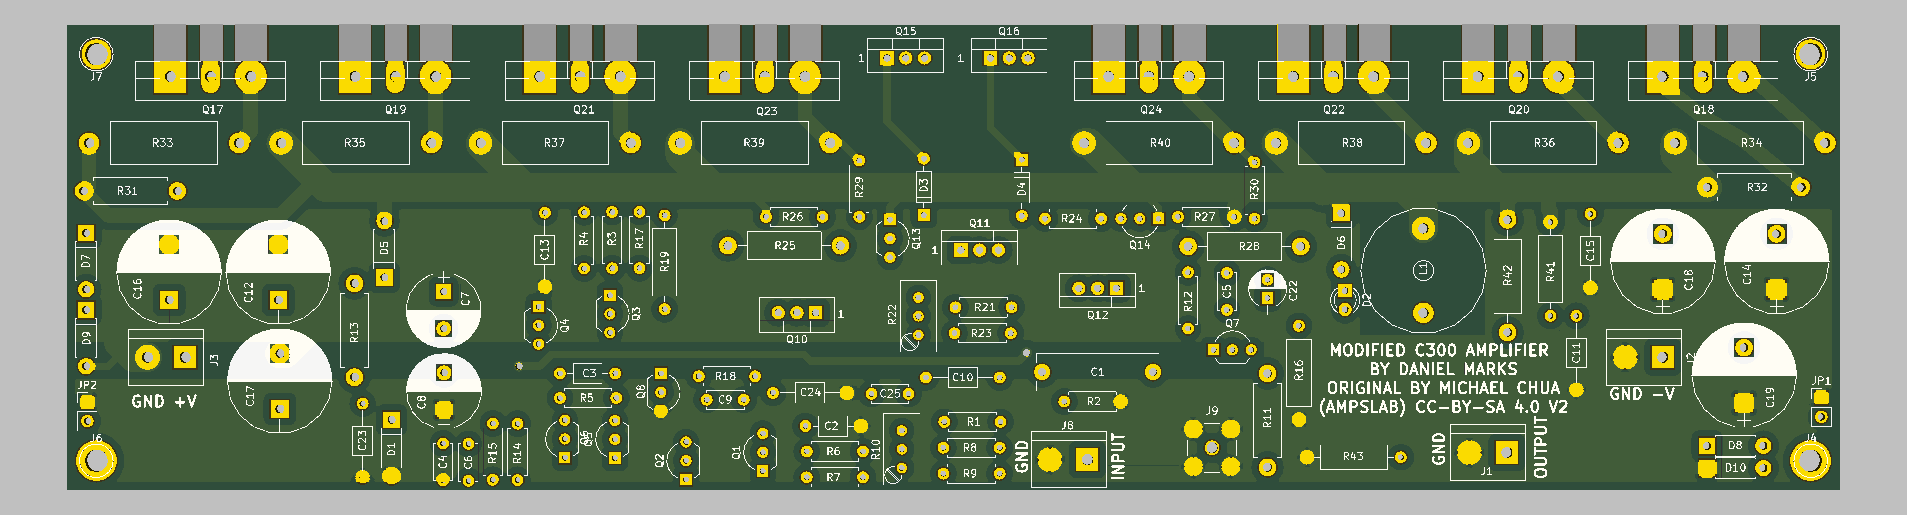 Q15 Q16
1 1
J7 J5
Q17 Q19 Q21 Q23 Q24 Q22 Q20 Q18
R33 R35 R37 R39 R40 R38 R36 R34
R31 R29 D3 D4 R30 R32
R26 R24 R27
Q14
D7 C16 C12 D5 C13 R4 R3 R17 R19 R25 Q13 Q11 1 R28 D6 L1 R42 R41 C15 C18 C14
D9 R13 C7 Q4 Q3 Q10 1 R22 R21 R23 Q12 1 R12 C5 C22 D2
Q7
J3 C17 C8 C3 R5 Q8 R18 C9 C24 C25 C10 C1 R2 R16 C11 J2 C19
MODIFIED C300 AMPLIFIER
BY DANIEL MARKS
ORIGINAL BY MICHAEL CHUA
(AMPSLAB) CC-BY-SA 4.0 V2
JP2 GND +V GND -V JP1
J6 C23 D1 C4 C6 R15 R14 Q2 Q1 C2 R6 R7 R10 R1 R8 R9 J8 J9 R11 R43 J1 J4
GND INPUT GND OUTPUT
D8
D10